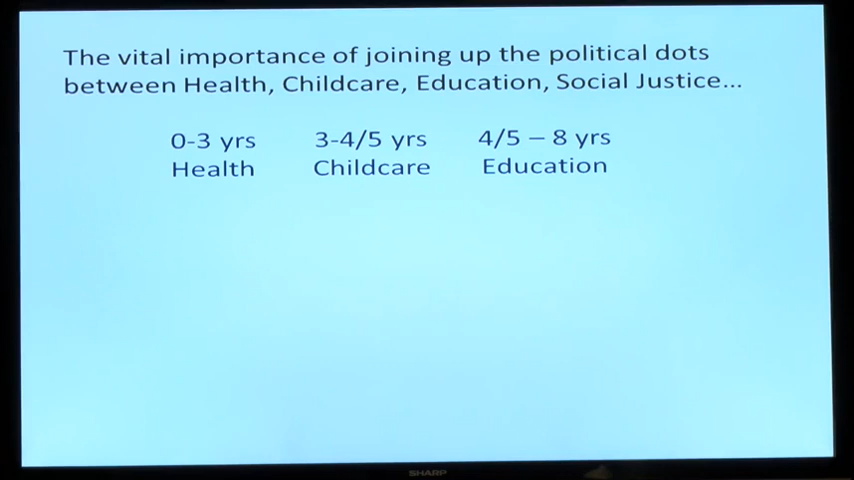 The vital importance of joining up the political dots
between Health, Childcare, Education, Social Justice...
0-3 yrs 3-4/5 yrs 4/5 – 8 yrs
Health Childcare Education
SHARP